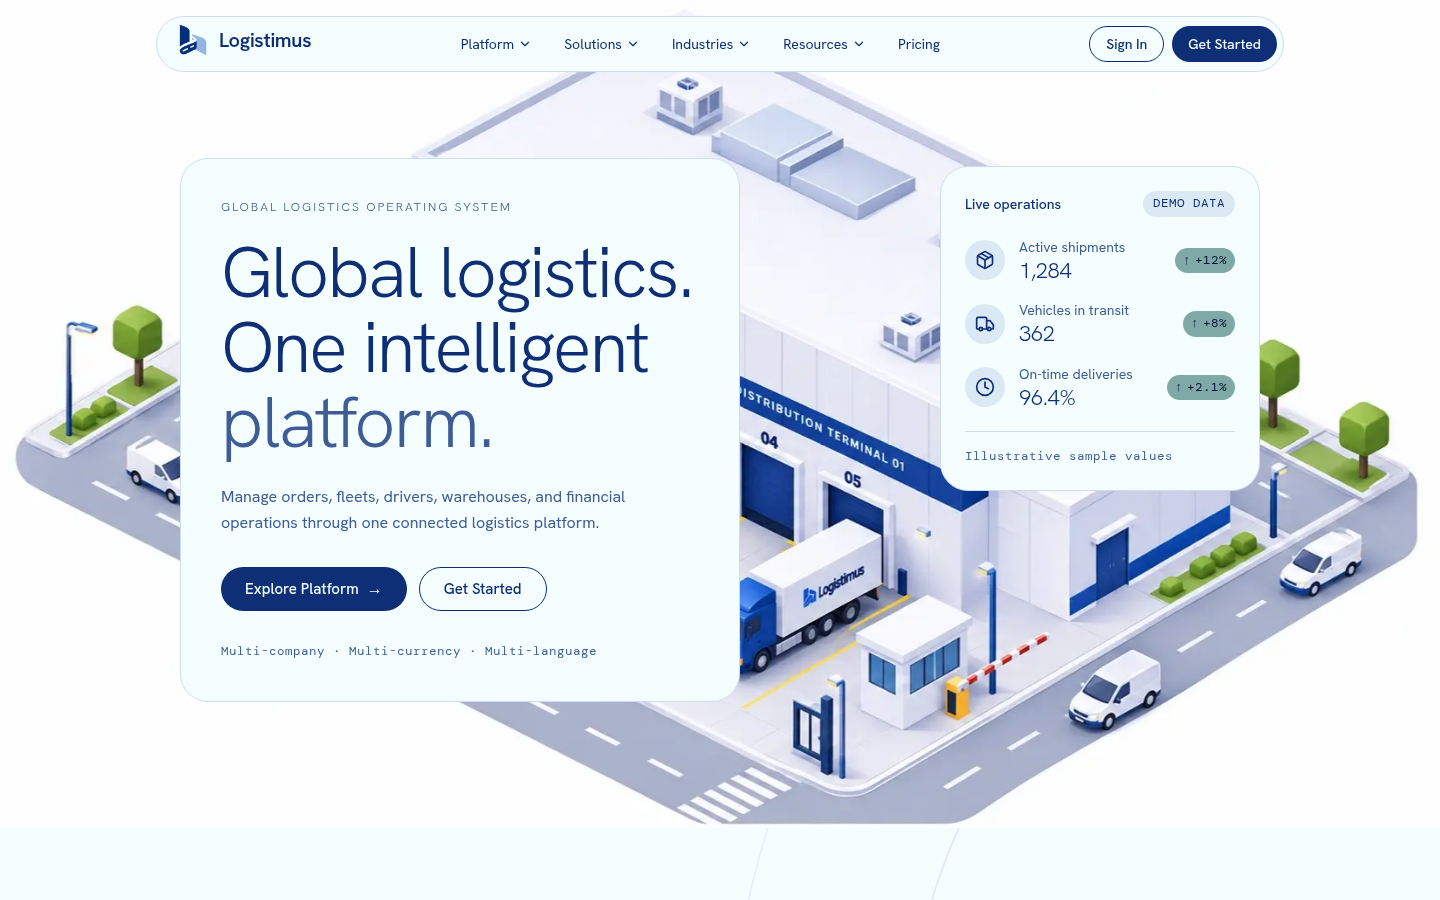 Logistimus
Platform
Solutions
Industries
Resources
Pricing
Sign In
Get Started
GLOBAL LOGISTICS OPERATING SYSTEM
Global logistics.
One intelligent
platform.
Manage orders, fleets, drivers, warehouses, and financial
operations through one connected logistics platform.
Explore Platform →
Get Started
Multi-company · Multi-currency · Multi-language
DISTRIBUTION TERMINAL 01
04
05
Logistimus
Live operations
DEMO DATA
Active shipments
1,284
↑ +12%
Vehicles in transit
362
↑ +8%
On-time deliveries
96.4%
↑ +2.1%
Illustrative sample values